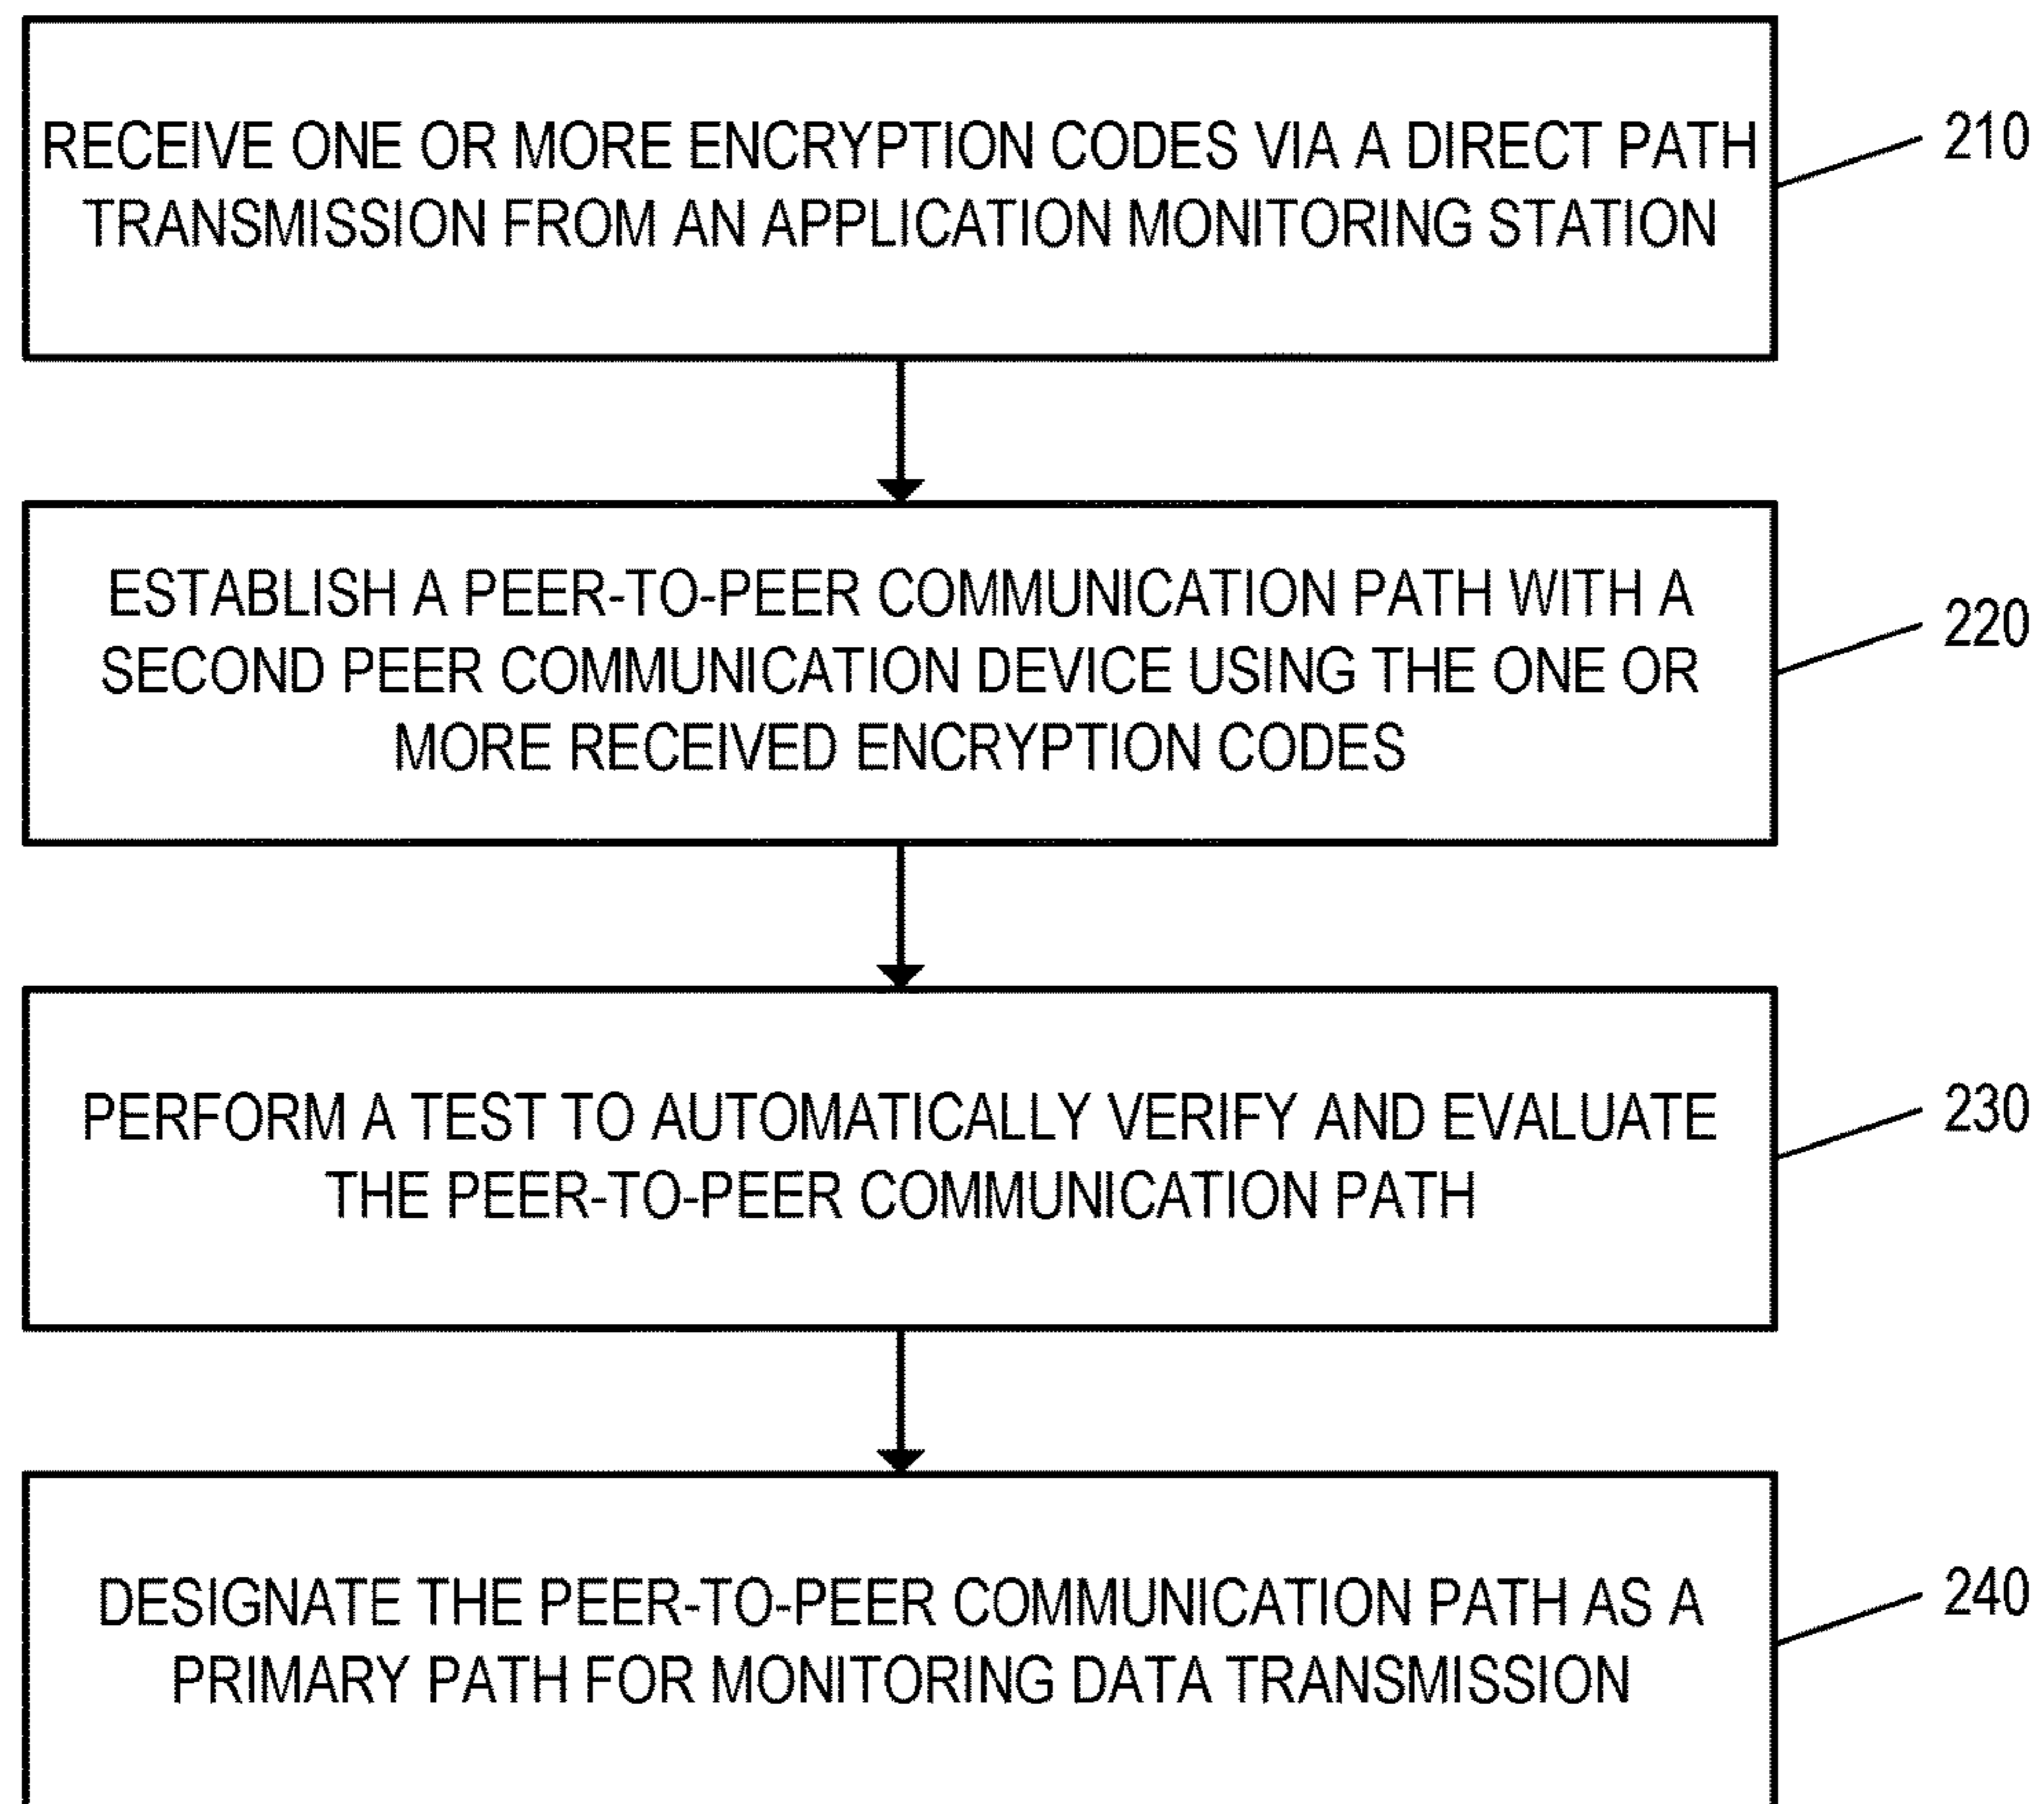 RECEIVE ONE OR MORE ENCRYPTION CODES VIA A DIRECT PATH
TRANSMISSION FROM AN APPLICATION MONITORING STATION
210
ESTABLISH A PEER-TO-PEER COMMUNICATION PATH WITH A
SECOND PEER COMMUNICATION DEVICE USING THE ONE OR
MORE RECEIVED ENCRYPTION CODES
220
PERFORM A TEST TO AUTOMATICALLY VERIFY AND EVALUATE
THE PEER-TO-PEER COMMUNICATION PATH
230
DESIGNATE THE PEER-TO-PEER COMMUNICATION PATH AS A
PRIMARY PATH FOR MONITORING DATA TRANSMISSION
240